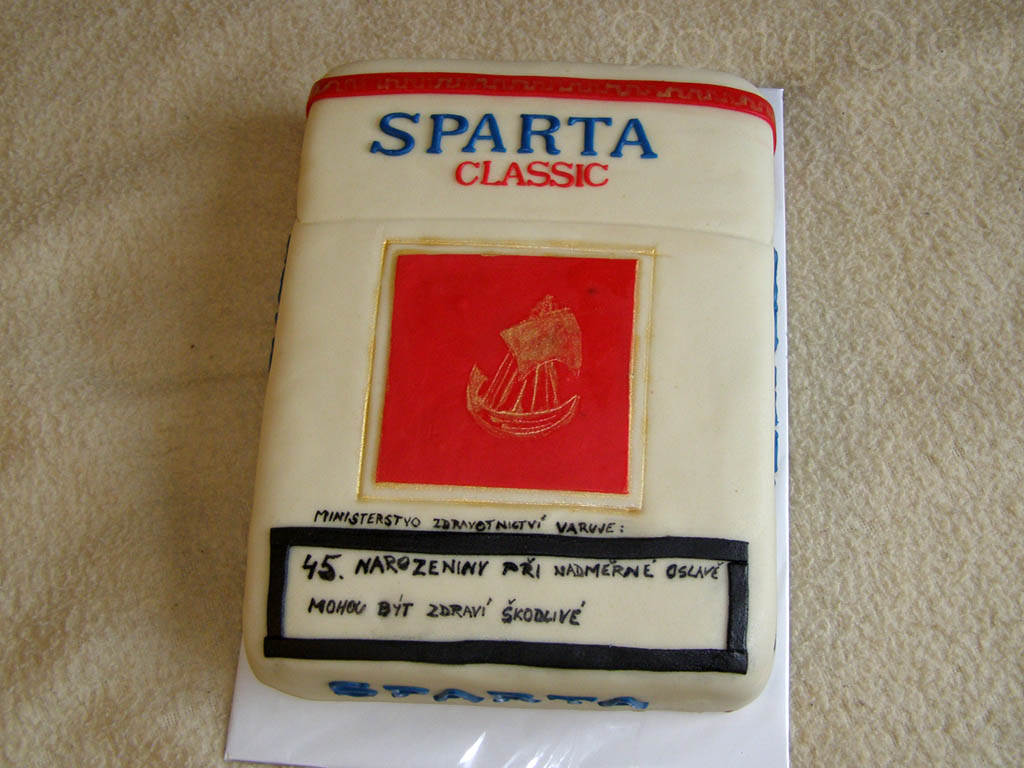 SPARTA
CLASSIC
MINISTERSTVO ZDRAVOTNICTVÍ VARUJE:
45. NAROZENINY PŘI NADMĚRNÉ OSLAVĚ
MOHOU BÝT ZDRAVÍ ŠKODLIVÉ
SPARTA